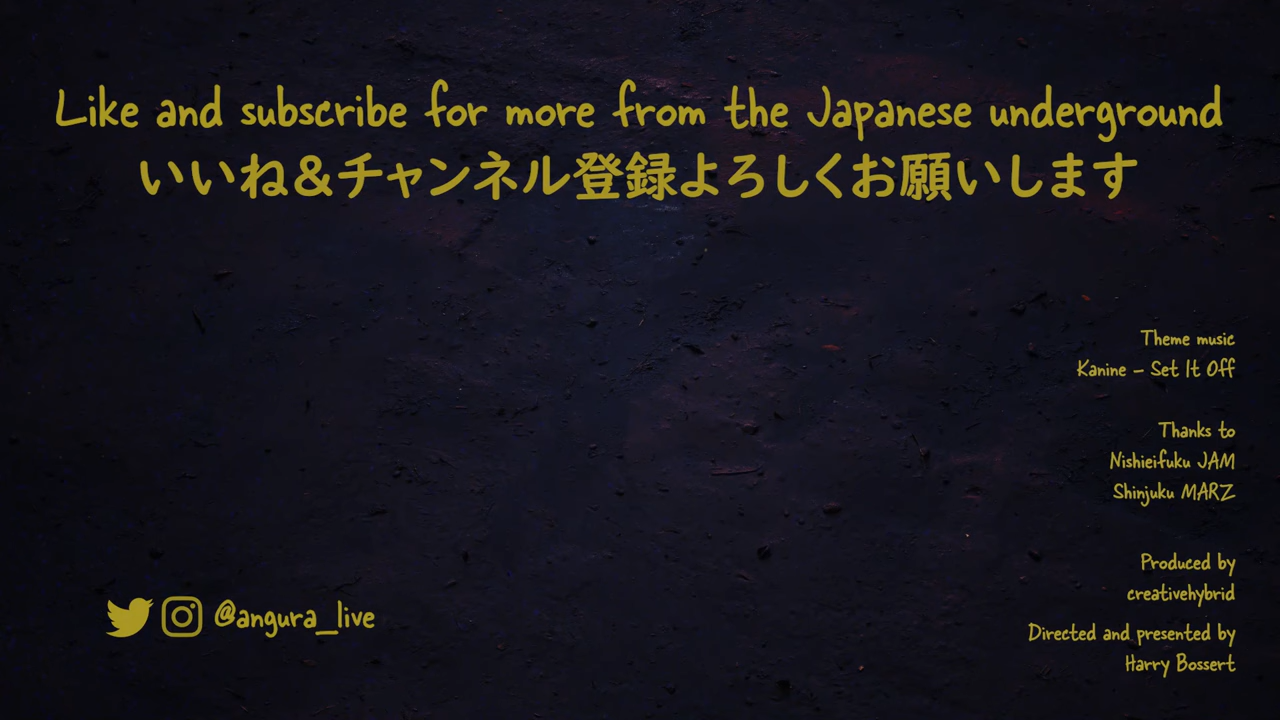 Like and subscribe for more from the Japanese underground
いいね&チャンネル登録よろしくお願いします
Theme music
Kanine – Set It Off
Thanks to
Nishieifuku JAM
Shinjuku MARZ
Produced by
creativehybrid
Directed and presented by
Harry Bossert
@angura_live